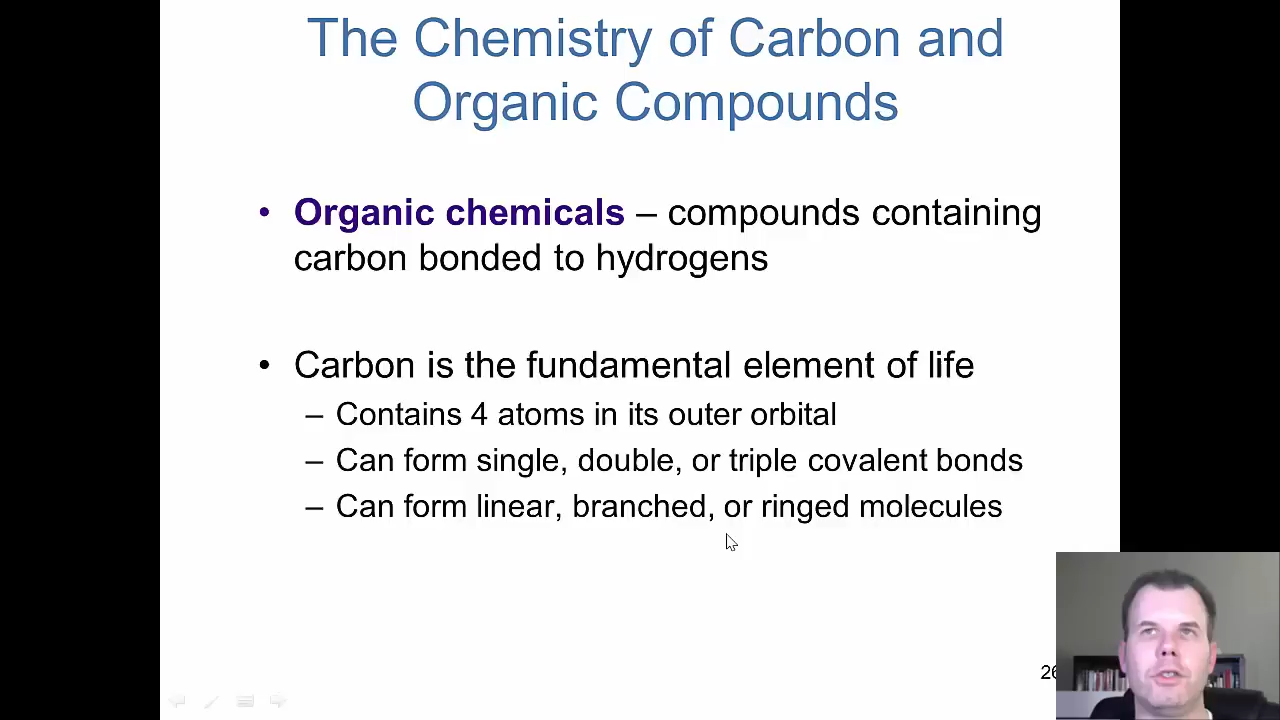 The Chemistry of Carbon and
Organic Compounds
• Organic chemicals – compounds containing
carbon bonded to hydrogens
• Carbon is the fundamental element of life
– Contains 4 atoms in its outer orbital
– Can form single, double, or triple covalent bonds
– Can form linear, branched, or ringed molecules
26